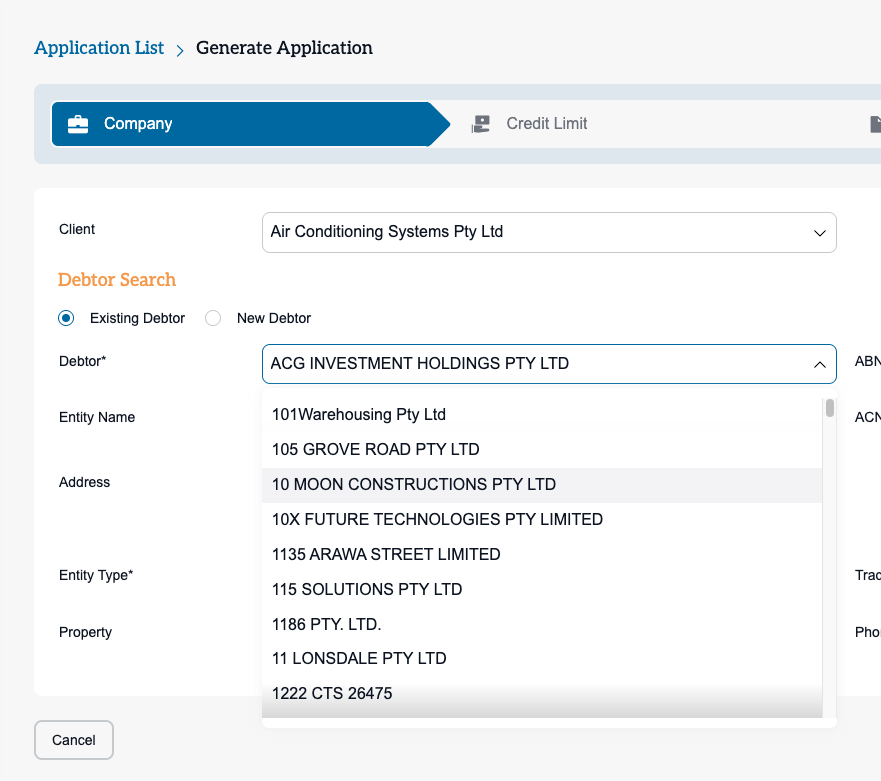 Application List > Generate Application
Company
Credit Limit
Client
Air Conditioning Systems Pty Ltd
Debtor Search
Existing Debtor
New Debtor
Debtor*
ACG INVESTMENT HOLDINGS PTY LTD
ABN
101Warehousing Pty Ltd
Entity Name
ACN
105 GROVE ROAD PTY LTD
Address
10 MOON CONSTRUCTIONS PTY LTD
10X FUTURE TECHNOLOGIES PTY LIMITED
1135 ARAWA STREET LIMITED
Entity Type*
Trad
115 SOLUTIONS PTY LTD
1186 PTY. LTD.
Property
Pho
11 LONSDALE PTY LTD
1222 CTS 26475
Cancel